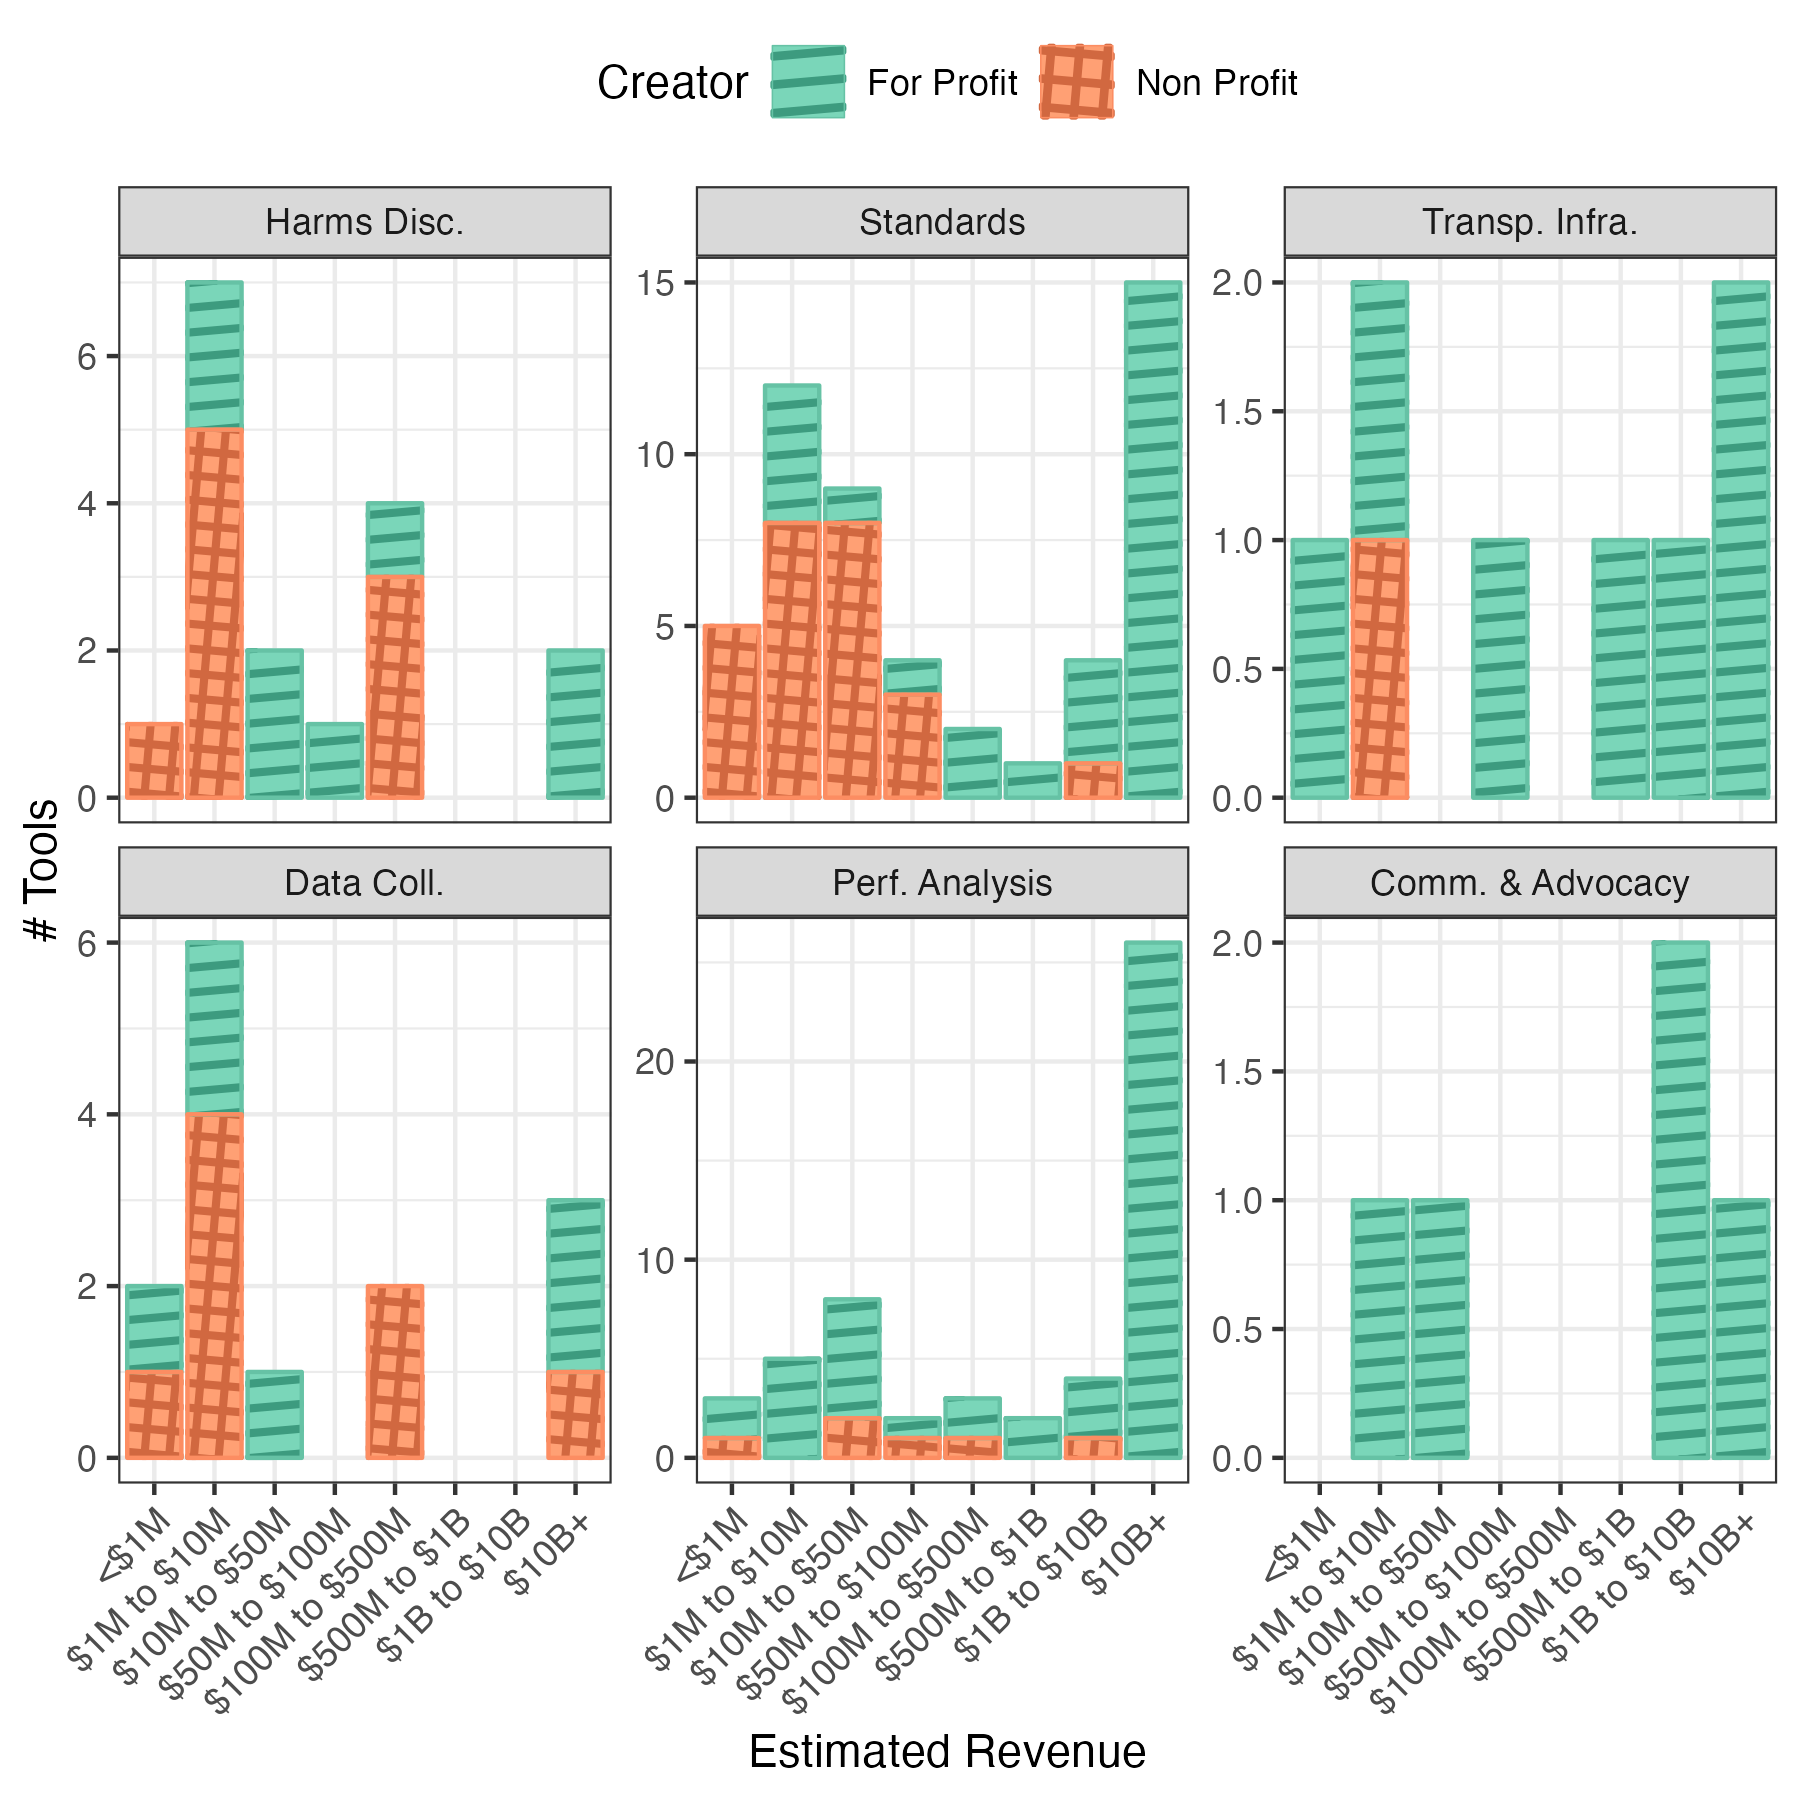 Creator For Profit Non Profit
Harms Disc. Standards Transp. Infra.
6
4
2
0
15
10
5
0
2.0
1.5
1.0
0.5
0.0
# Tools
Data Coll. Perf. Analysis Comm. & Advocacy
6
4
2
0
20
10
0
2.0
1.5
1.0
0.5
0.0
<$1M
$1M to $10M
$10M to $50M
$50M to $100M
$100M to $500M
$500M to $1B
$1B to $10B
$10B+
<$1M
$1M to $10M
$10M to $50M
$50M to $100M
$100M to $500M
$500M to $1B
$1B to $10B
$10B+
<$1M
$1M to $10M
$10M to $50M
$50M to $100M
$100M to $500M
$500M to $1B
$1B to $10B
$10B+
Estimated Revenue